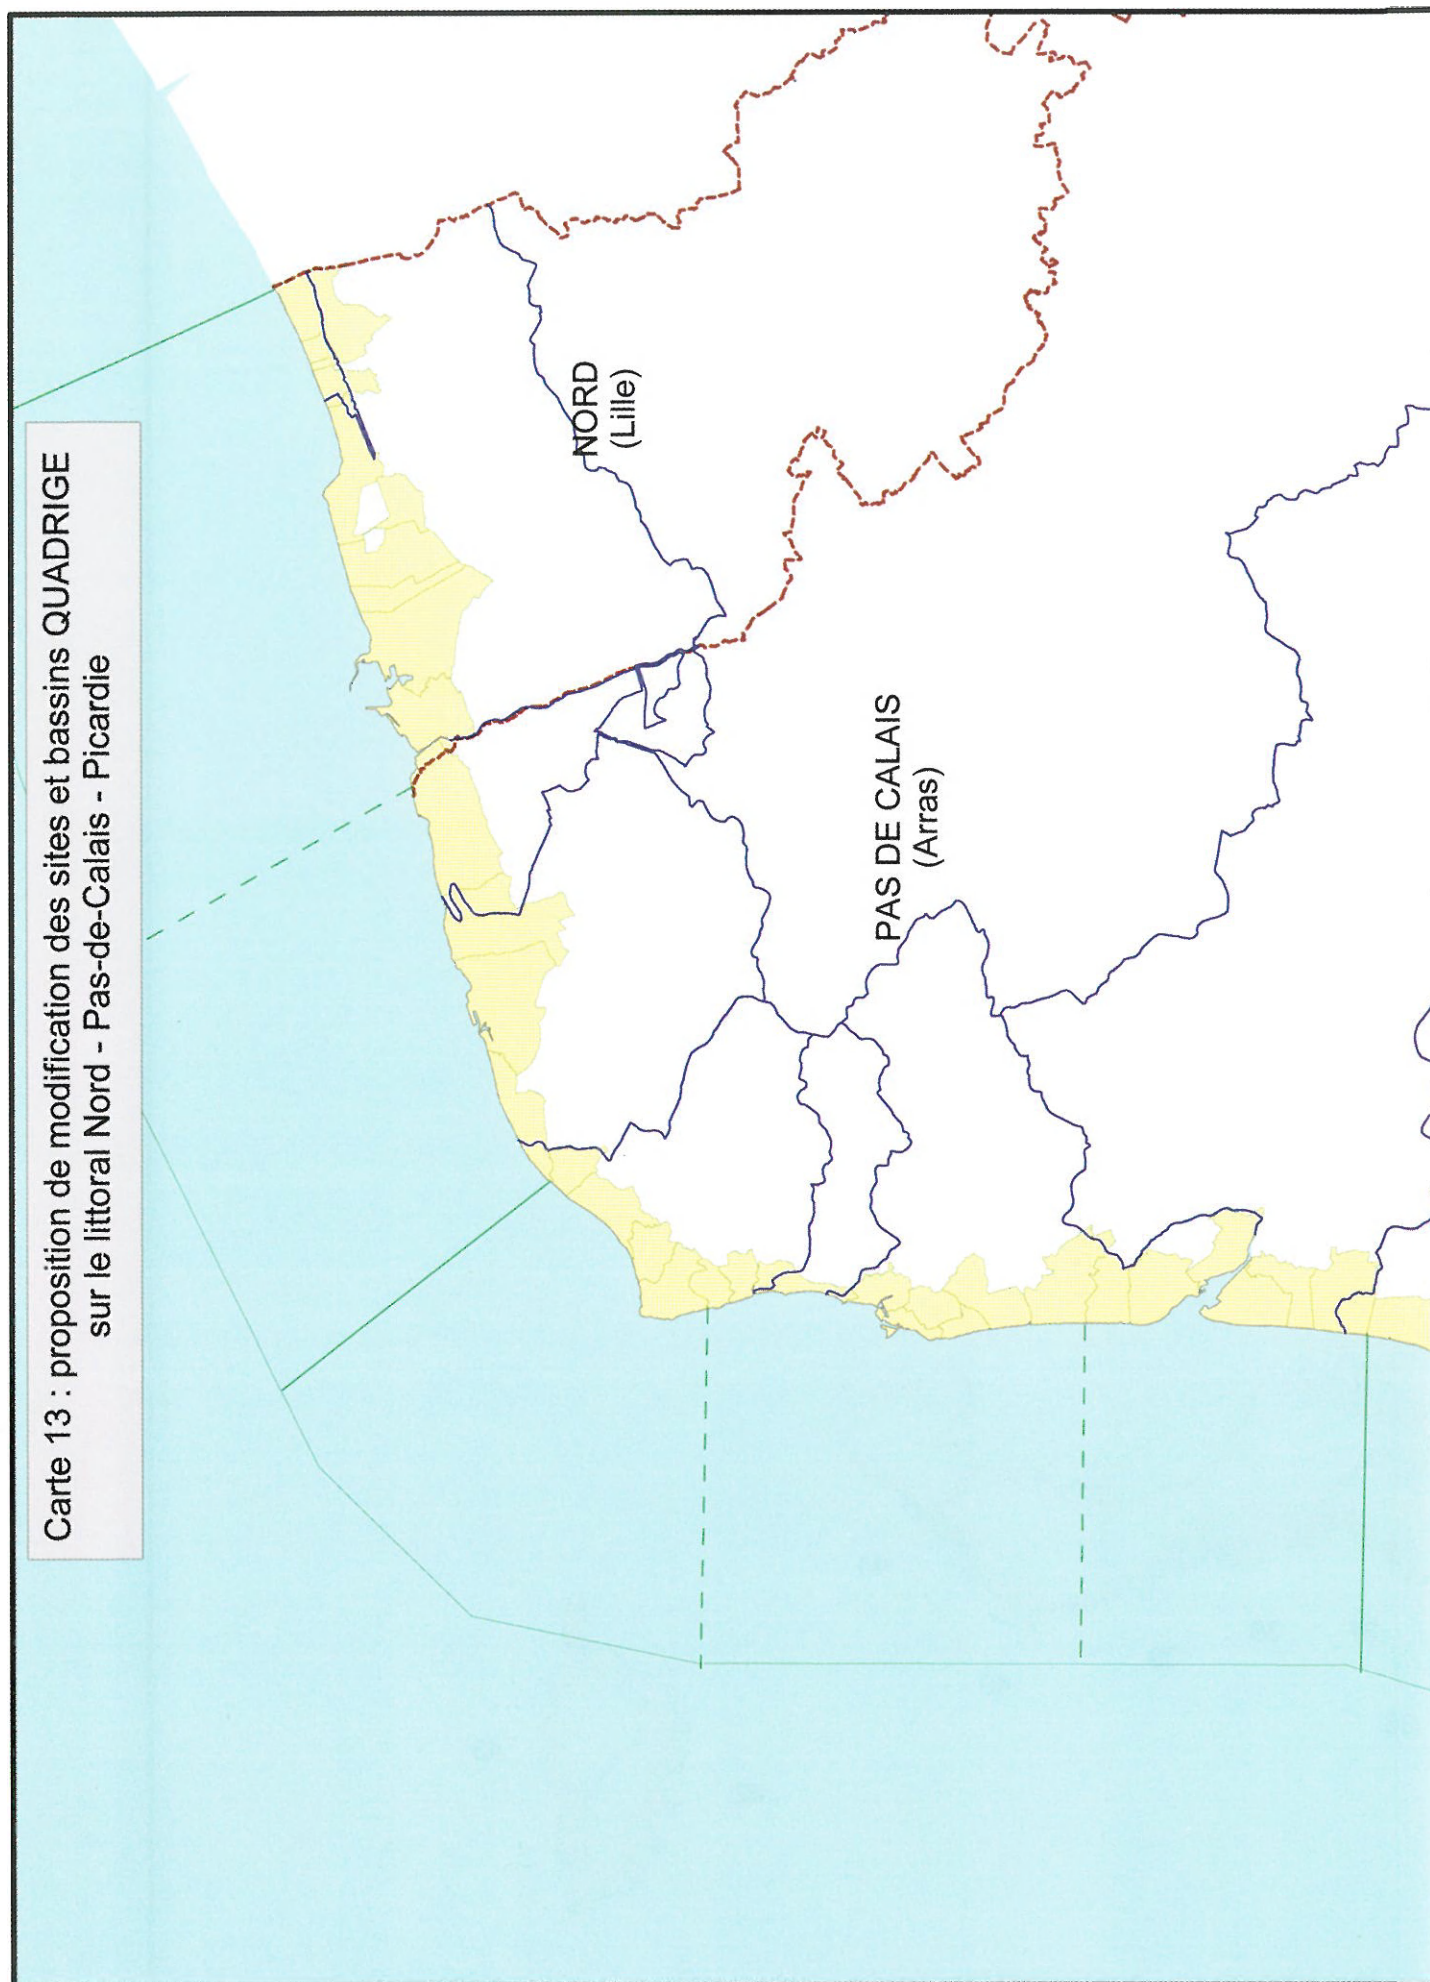 Carte 13 : proposition de modification des sites et bassins QUADRIGE
sur le littoral Nord - Pas-de-Calais - Picardie
NORD
(Lille)
PAS DE CALAIS
(Arras)